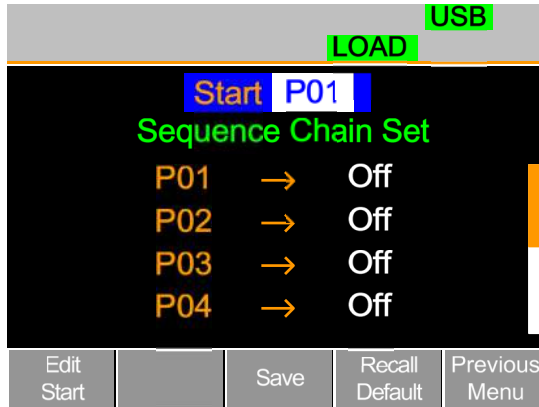 USB
LOAD
Start P01
Sequence Chain Set
P01 → Off
P02 → Off
P03 → Off
P04 → Off
Edit Start
Save
Recall Default
Previous Menu